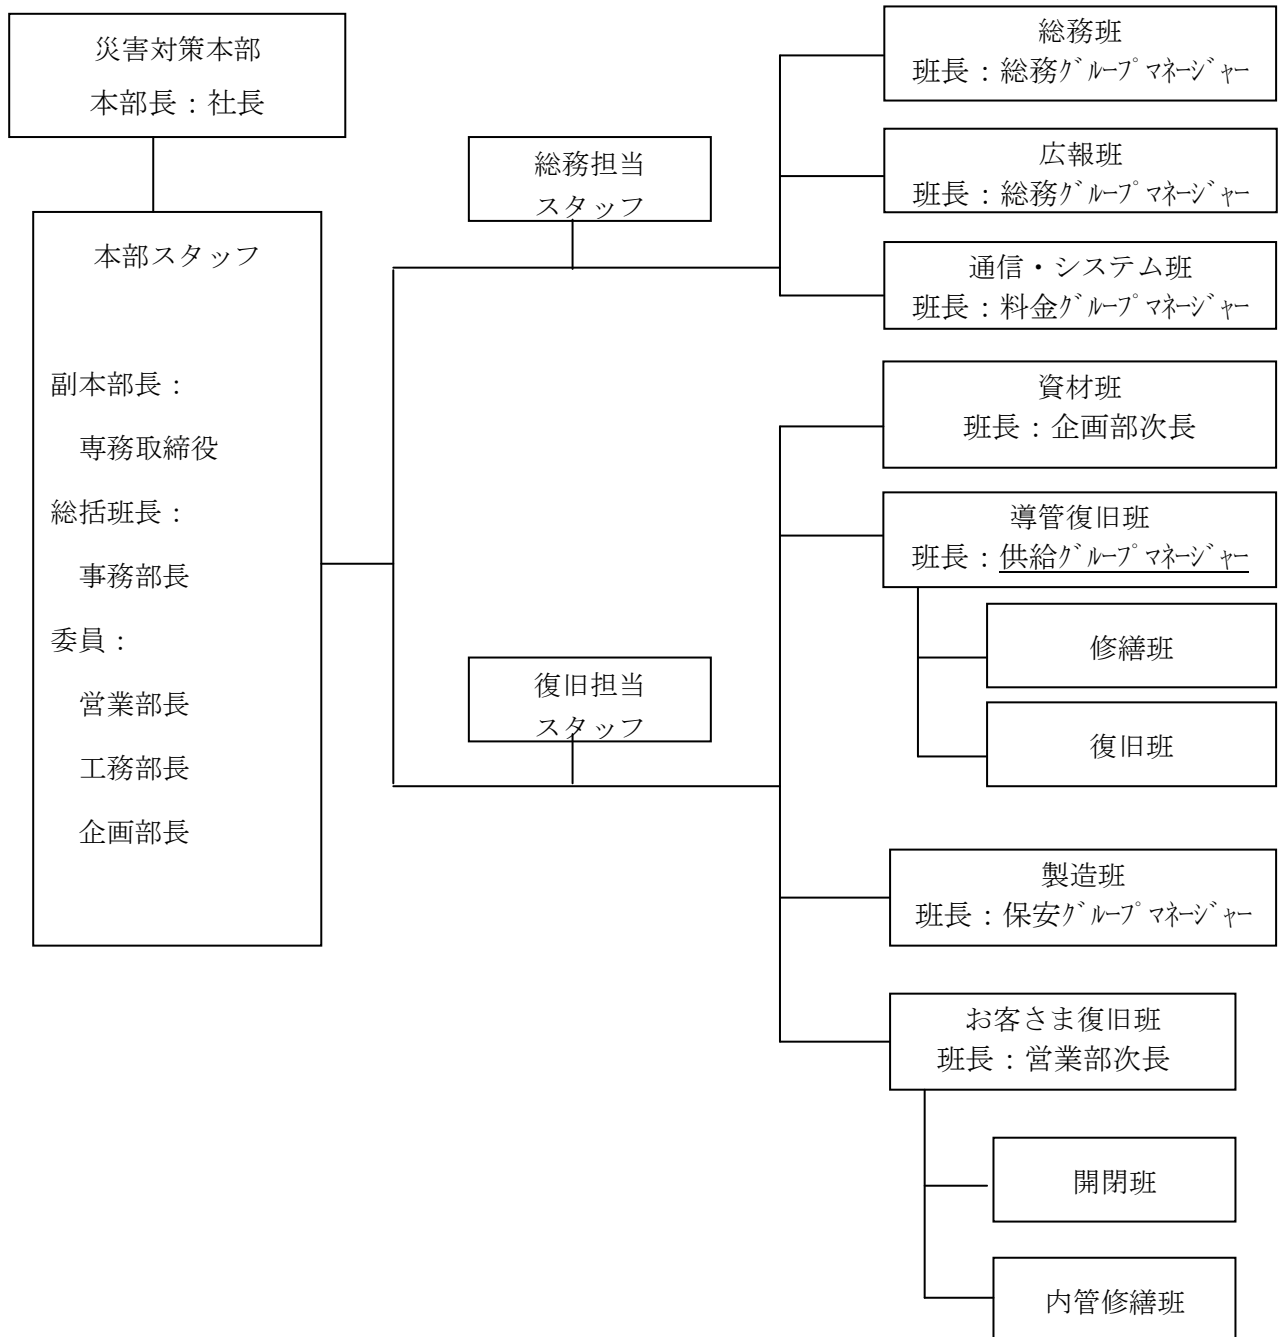 災害対策本部
本部長：社長
本部スタッフ
副本部長：
専務取締役
総括班長：
事務部長
委員：
営業部長
工務部長
企画部長
総務担当
スタッフ
復旧担当
スタッフ
総務班
班長：総務ｸﾞﾙｰﾌﾟﾏﾈｰｼﾞｬｰ
広報班
班長：総務ｸﾞﾙｰﾌﾟﾏﾈｰｼﾞｬｰ
通信・システム班
班長：料金ｸﾞﾙｰﾌﾟﾏﾈｰｼﾞｬｰ
資材班
班長：企画部次長
導管復旧班
班長：供給ｸﾞﾙｰﾌﾟﾏﾈｰｼﾞｬｰ
修繕班
復旧班
製造班
班長：保安ｸﾞﾙｰﾌﾟﾏﾈｰｼﾞｬｰ
お客さま復旧班
班長：営業部次長
開閉班
内管修繕班